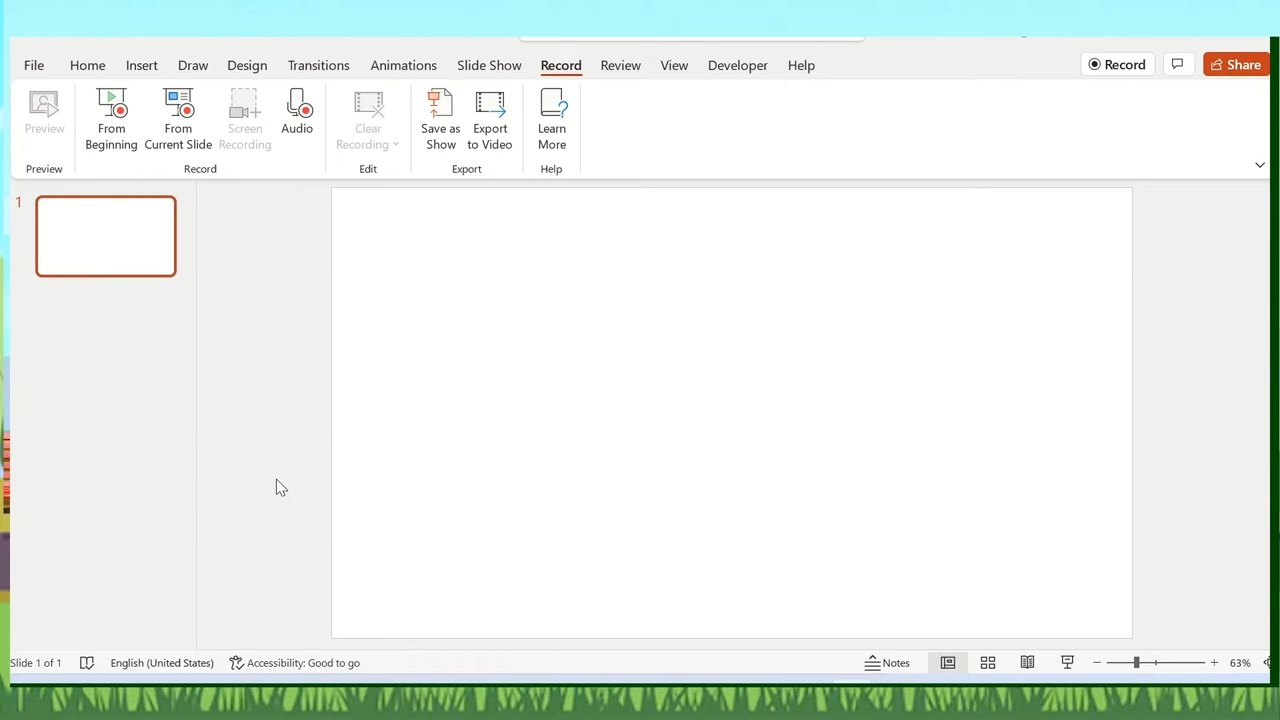 File Home Insert Draw Design Transitions Animations Slide Show Record Review View Developer Help Record Share
Preview From Beginning From Current Slide Screen Recording Audio Clear Recording Save as Show Export to Video Learn More
Preview Record Edit Export Help
1
Slide 1 of 1 English (United States) Accessibility: Good to go Notes 63%